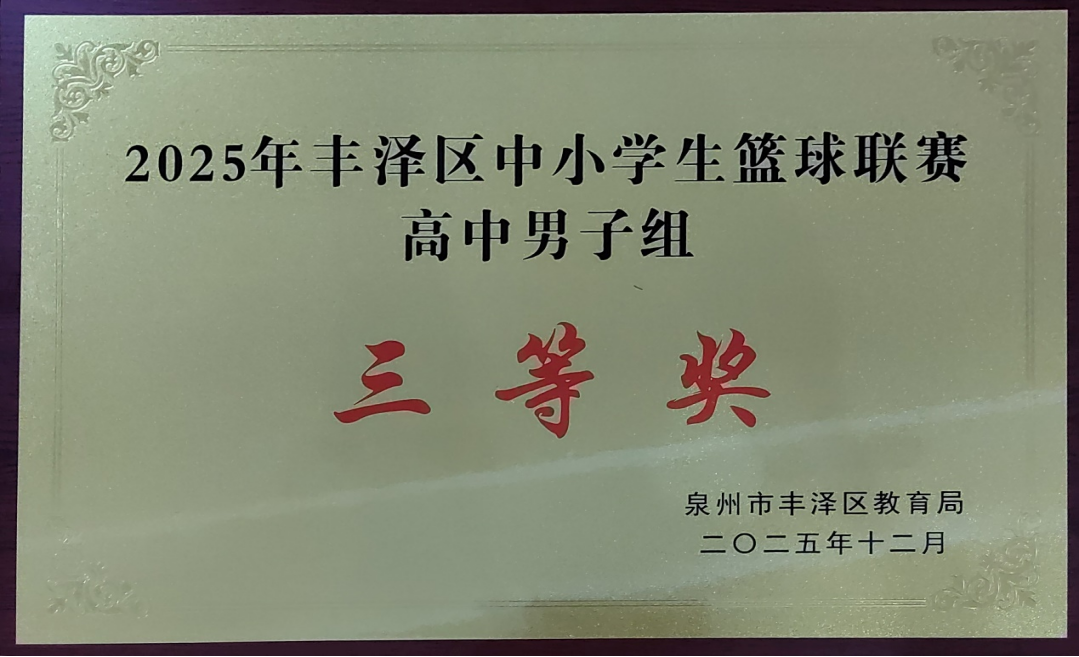 2025年丰泽区中小学生篮球联赛
高中男子组
三等奖
泉州市丰泽区教育局
二〇二五年十二月